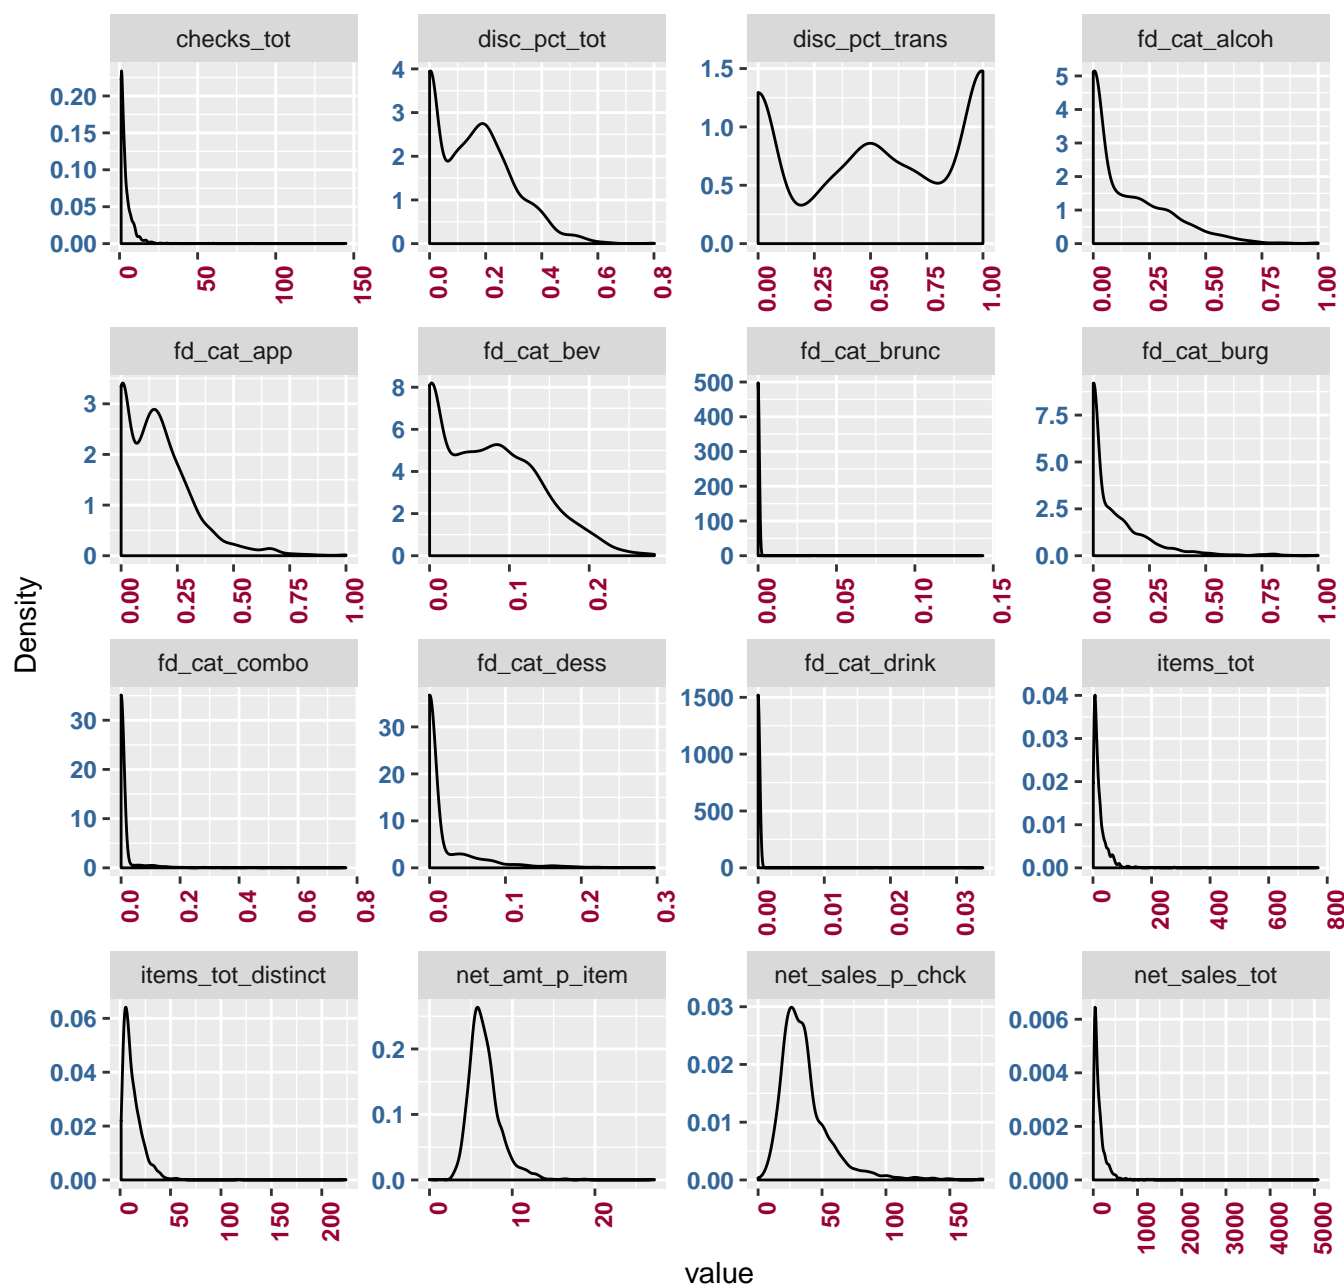 checks_tot disc_pct_tot disc_pct_trans fd_cat_alcoh
0.20 0.15 0.10 0.05 0.00
4 3 2 1 0
1.5 1.0 0.5 0.0
5 4 3 2 1 0
0 50 100 150
0.0 0.2 0.4 0.6 0.8
0.00 0.25 0.50 0.75 1.00
0.00 0.25 0.50 0.75 1.00
fd_cat_app fd_cat_bev fd_cat_brunc fd_cat_burg
3 2 1 0
8 6 4 2 0
500 400 300 200 100 0
7.5 5.0 2.5 0.0
0.00 0.25 0.50 0.75 1.00
0.0 0.1 0.2
0.00 0.05 0.10 0.15
0.00 0.25 0.50 0.75 1.00
Density
fd_cat_combo fd_cat_dess fd_cat_drink items_tot
30 20 10 0
30 20 10 0
1500 1000 500 0
0.04 0.03 0.02 0.01 0.00
0.0 0.2 0.4 0.6 0.8
0.0 0.1 0.2 0.3
0.00 0.01 0.02 0.03
0 200 400 600 800
items_tot_distinct net_amt_p_item net_sales_p_chck net_sales_tot
0.06 0.04 0.02 0.00
0.2 0.1 0.0
0.03 0.02 0.01 0.00
0.006 0.004 0.002 0.000
0 50 100 150 200
0 10 20
0 50 100 150
0 1000 2000 3000 4000 5000
value